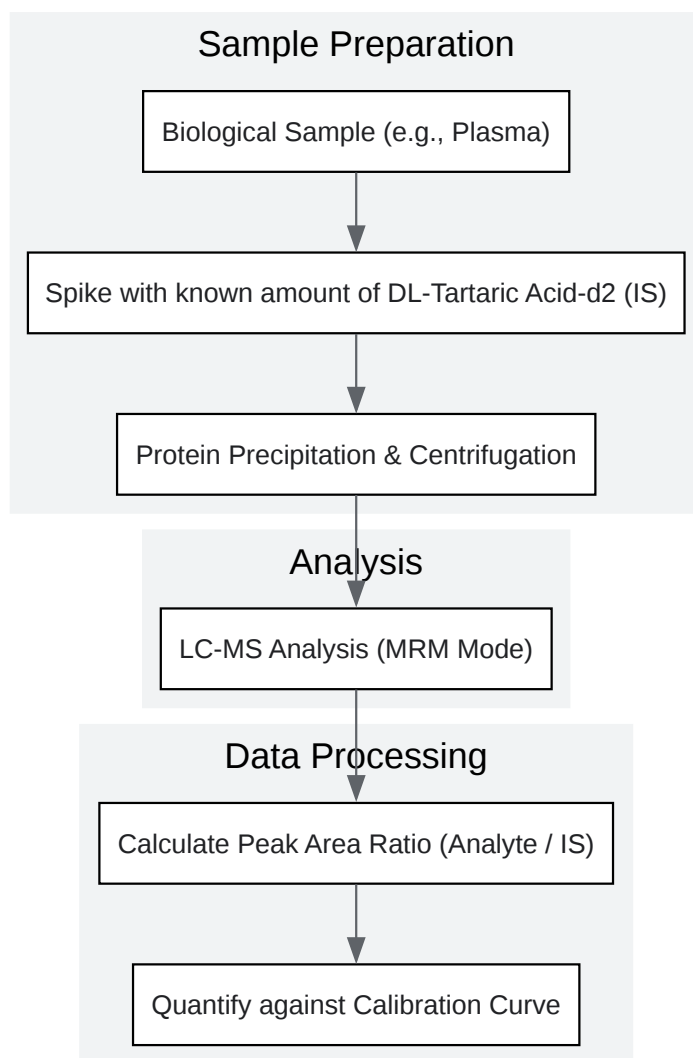 Sample Preparation
Biological Sample (e.g., Plasma)
Spike with known amount of DL-Tartaric Acid-d2 (IS)
Protein Precipitation & Centrifugation
Analysis
LC-MS Analysis (MRM Mode)
Data Processing
Calculate Peak Area Ratio (Analyte / IS)
Quantify against Calibration Curve